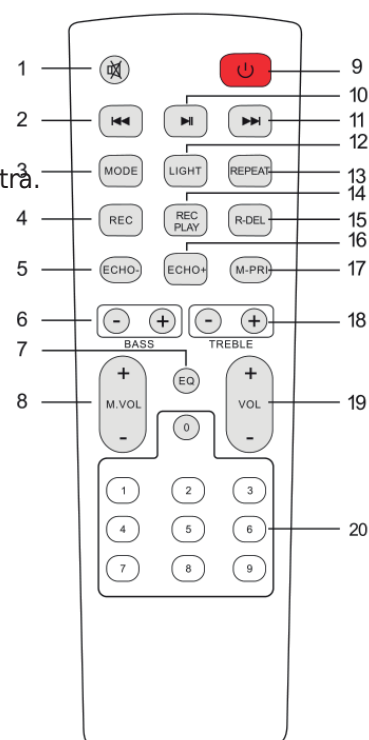 1 9
10
2 11
12
tra.
3 MODE LIGHT REPEAT 13
14
4 REC REC PLAY R-DEL 15
16
5 ECHO- ECHO+ M-PRI 17
6 - + - + 18
BASS TREBLE
7
EQ
8 + M.VOL - + VOL - 19
0
1 2 3
4 5 6 20
7 8 9